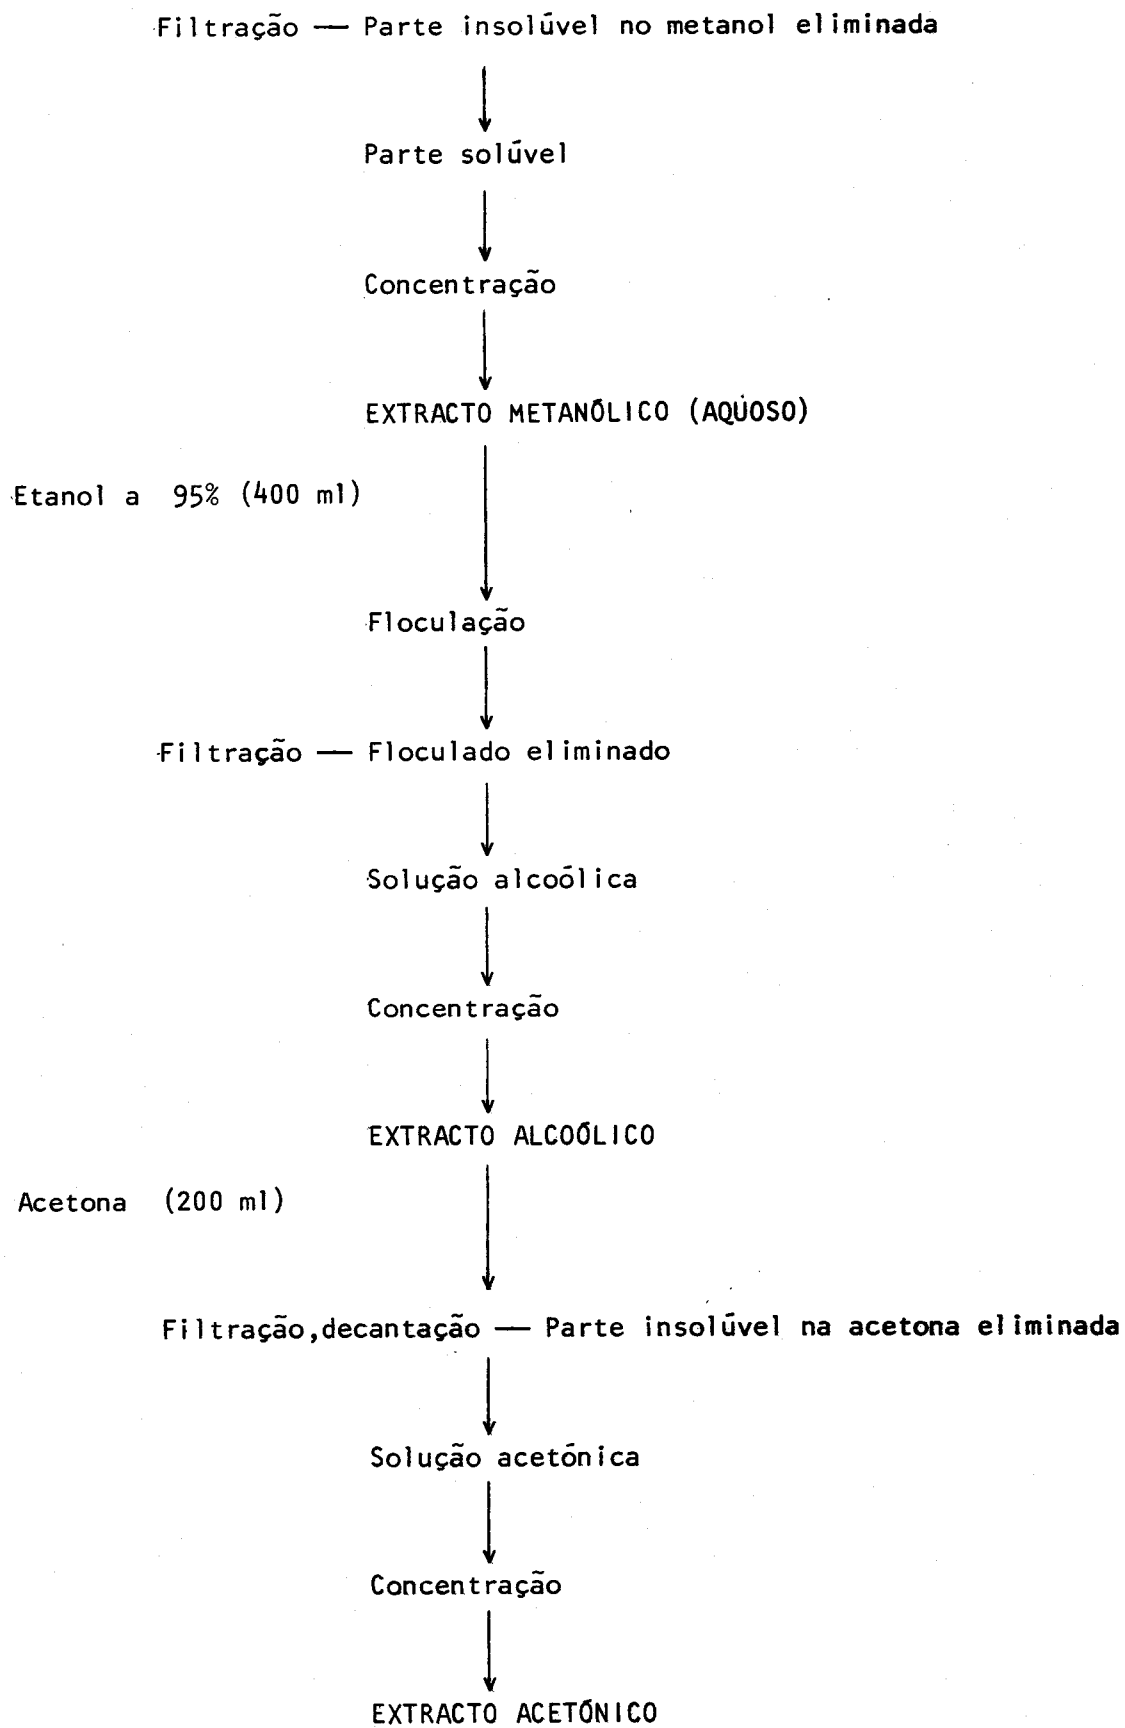 Filtração — Parte insolúvel no metanol eliminada
Parte solúvel
Concentração
EXTRACTO METANÓLICO (AQÚOSO)
Etanol a 95% (400 ml)
Floculação
Filtração — Floculado eliminado
Solução alcoólica
Concentração
EXTRACTO ALCOÓLICO
Acetona (200 ml)
Filtração,decantação — Parte insolúvel na acetona eliminada
Solução acetónica
Concentração
EXTRACTO ACETÓNICO